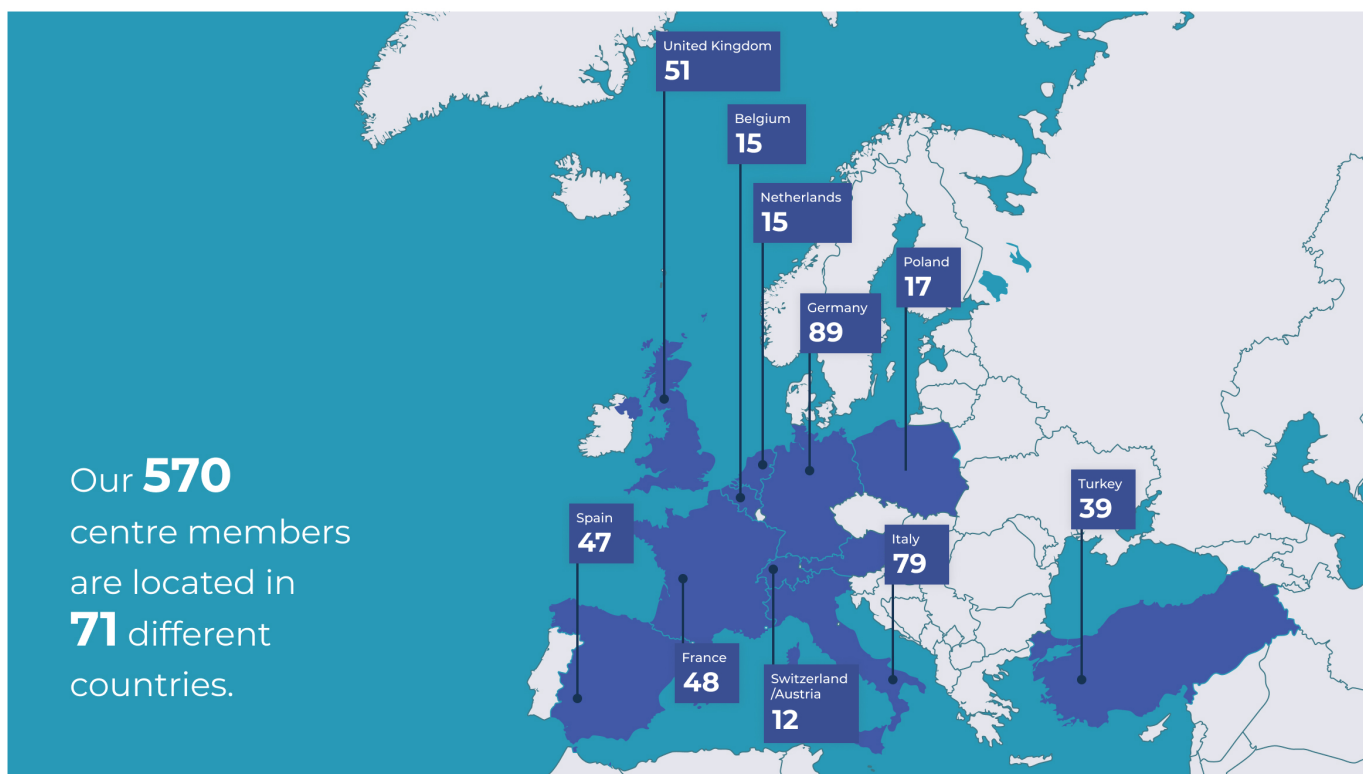 United Kingdom
51
Belgium
15
Netherlands
15
Poland
17
Germany
89
Our 570
centre members
are located in
71 different
countries.
Turkey
39
Spain
47
Italy
79
France
48
Switzerland
/Austria
12